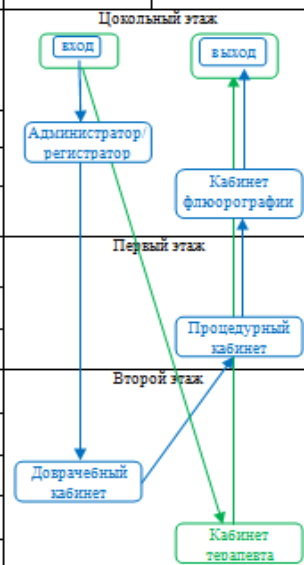 Цокольный этаж
вход
выход
Администратор/
регистратор
Кабинет
флюорографии
Первый этаж
Процедурный
кабинет
Второй этаж
Доврачебный
кабинет
Кабинет
терапевта